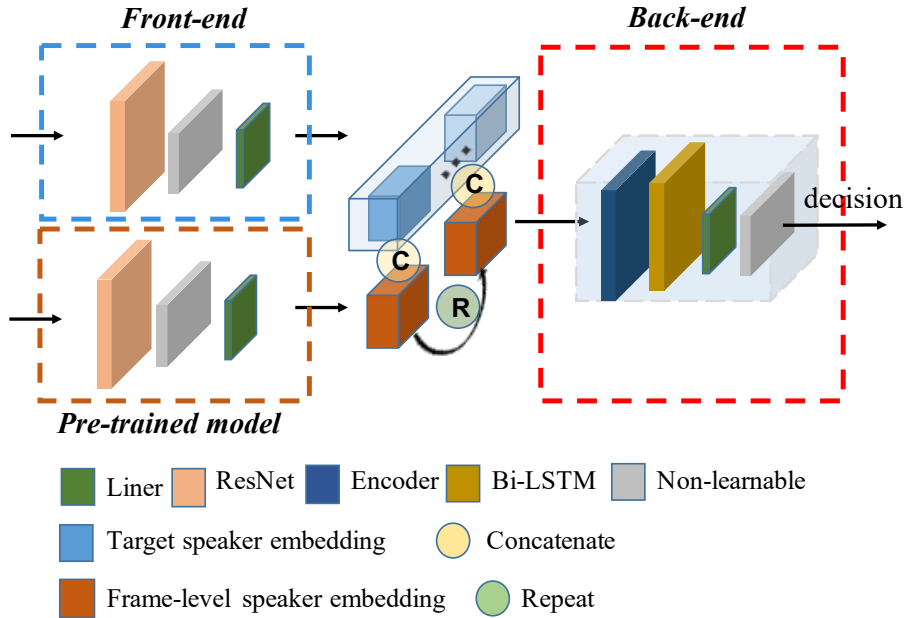 Front-end
Back-end
C
C
R
decision
Pre-trained model
Liner
ResNet
Encoder
Bi-LSTM
Non-learnable
Target speaker embedding
Concatenate
Frame-level speaker embedding
Repeat